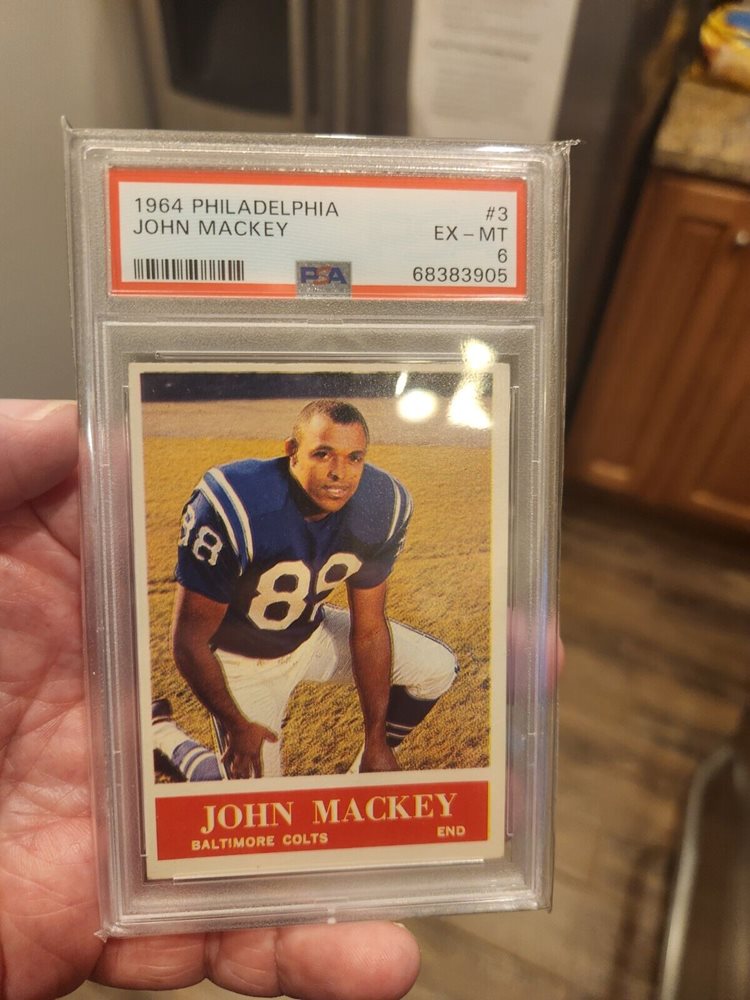 1964 PHILADELPHIA #3
JOHN MACKEY EX – MT
6
PSA 68383905
88
88
JOHN MACKEY
BALTIMORE COLTS END